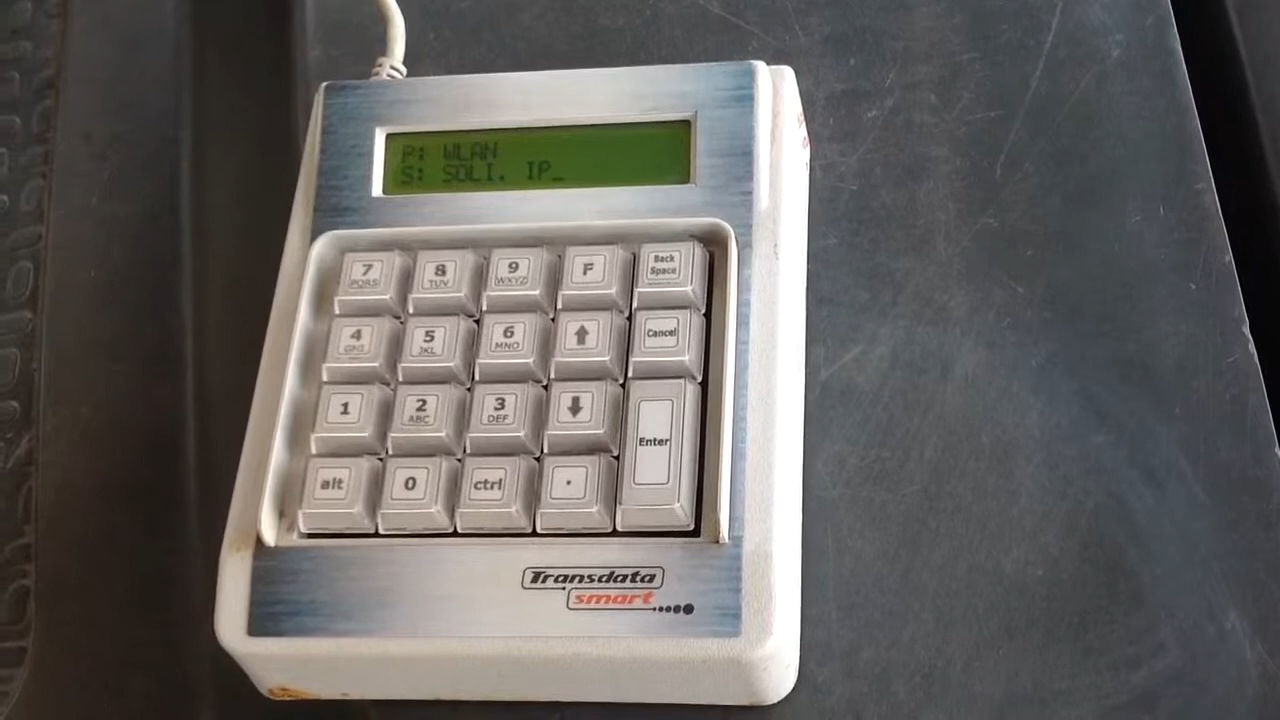 P: WLAN
S: SOLI. IP_
7 8 9 F Back Space
PQRS TUV WXYZ
4 5 6 ⬆ Cancel
GHI JKL MNO
1 2 3 ⬇ Enter
ABC DEF
alt 0 ctrl .
Transdata
smart